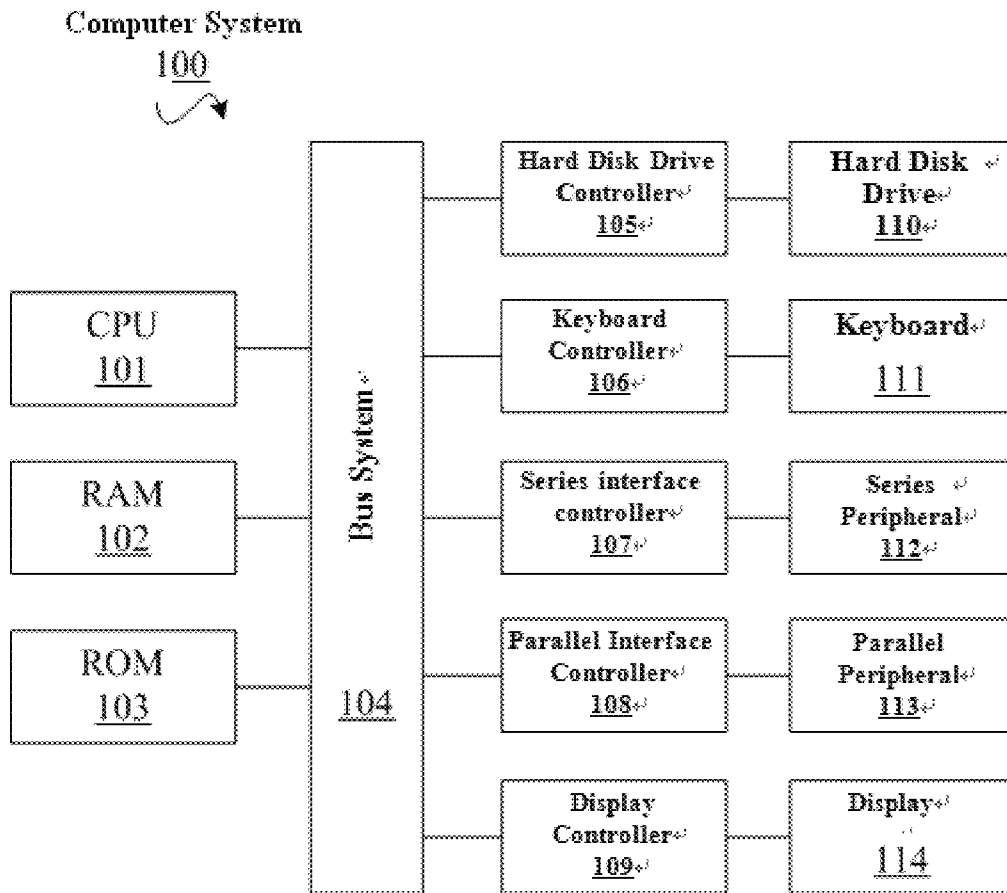 Computer System
100
Hard Disk Drive
Controller↵
105↵
Hard Disk ↵
Drive↵
110↵
CPU
101
Keyboard
Controller↵
106↵
Keyboard↵
111
RAM
102
Bus System↵
104
Series interface
controller↵
107↵
Series ↵
Peripheral↵
112↵
ROM
103
Parallel Interface
Controller↵
108↵
Parallel
Peripheral↵
113↵
Display
Controller↵
109↵
Display↵
114